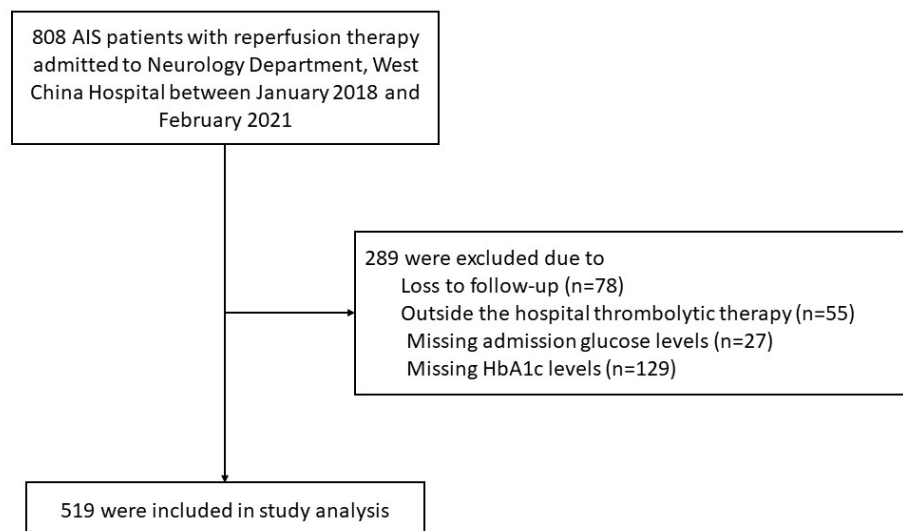 808 AIS patients with reperfusion therapy
admitted to Neurology Department, West
China Hospital between January 2018 and
February 2021
289 were excluded due to
Loss to follow-up (n=78)
Outside the hospital thrombolytic therapy (n=55)
Missing admission glucose levels (n=27)
Missing HbA1c levels (n=129)
519 were included in study analysis